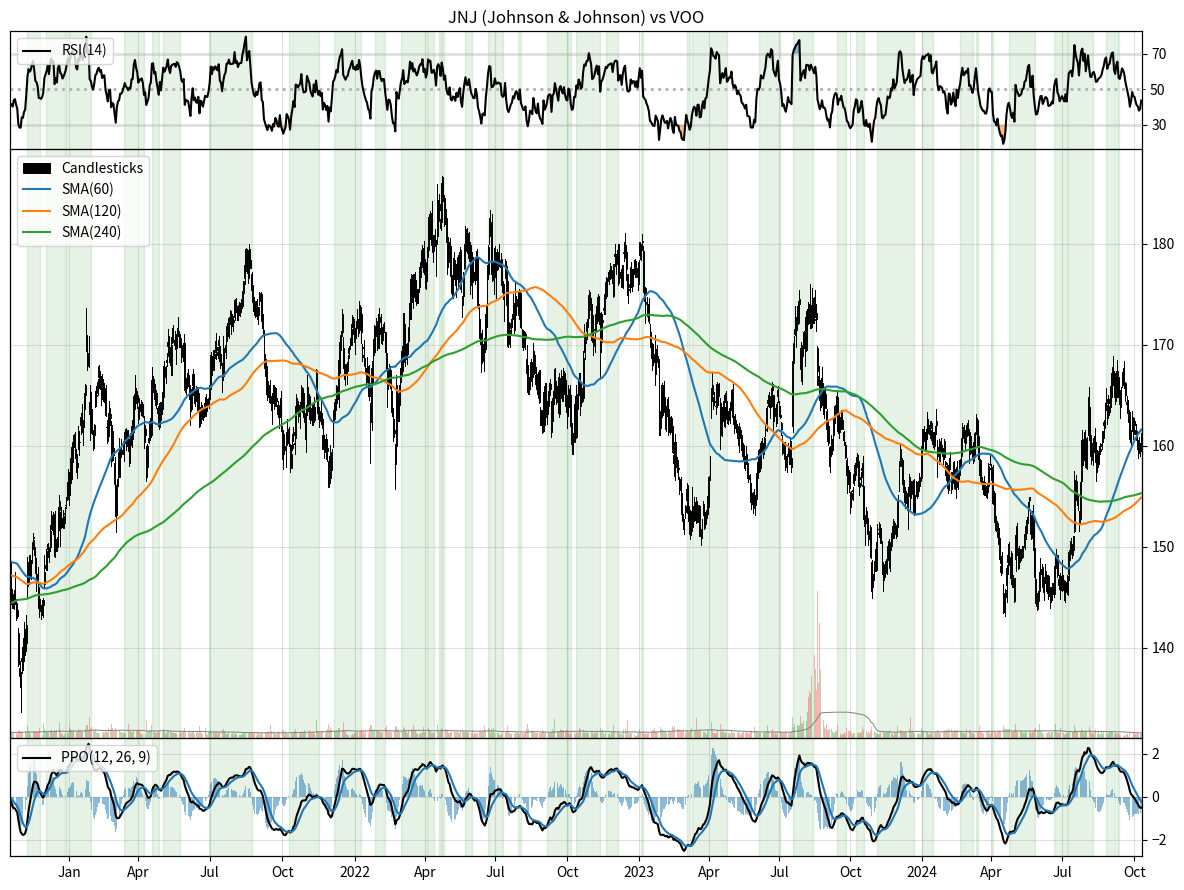 JNJ (Johnson & Johnson) vs VOO
RSI(14)
70
50
30
Candlesticks
SMA(60)
SMA(120)
SMA(240)
180
170
160
150
140
PPO(12, 26, 9)
2
0
−2
Jan Apr Jul Oct 2022 Apr Jul Oct 2023 Apr Jul Oct 2024 Apr Jul Oct